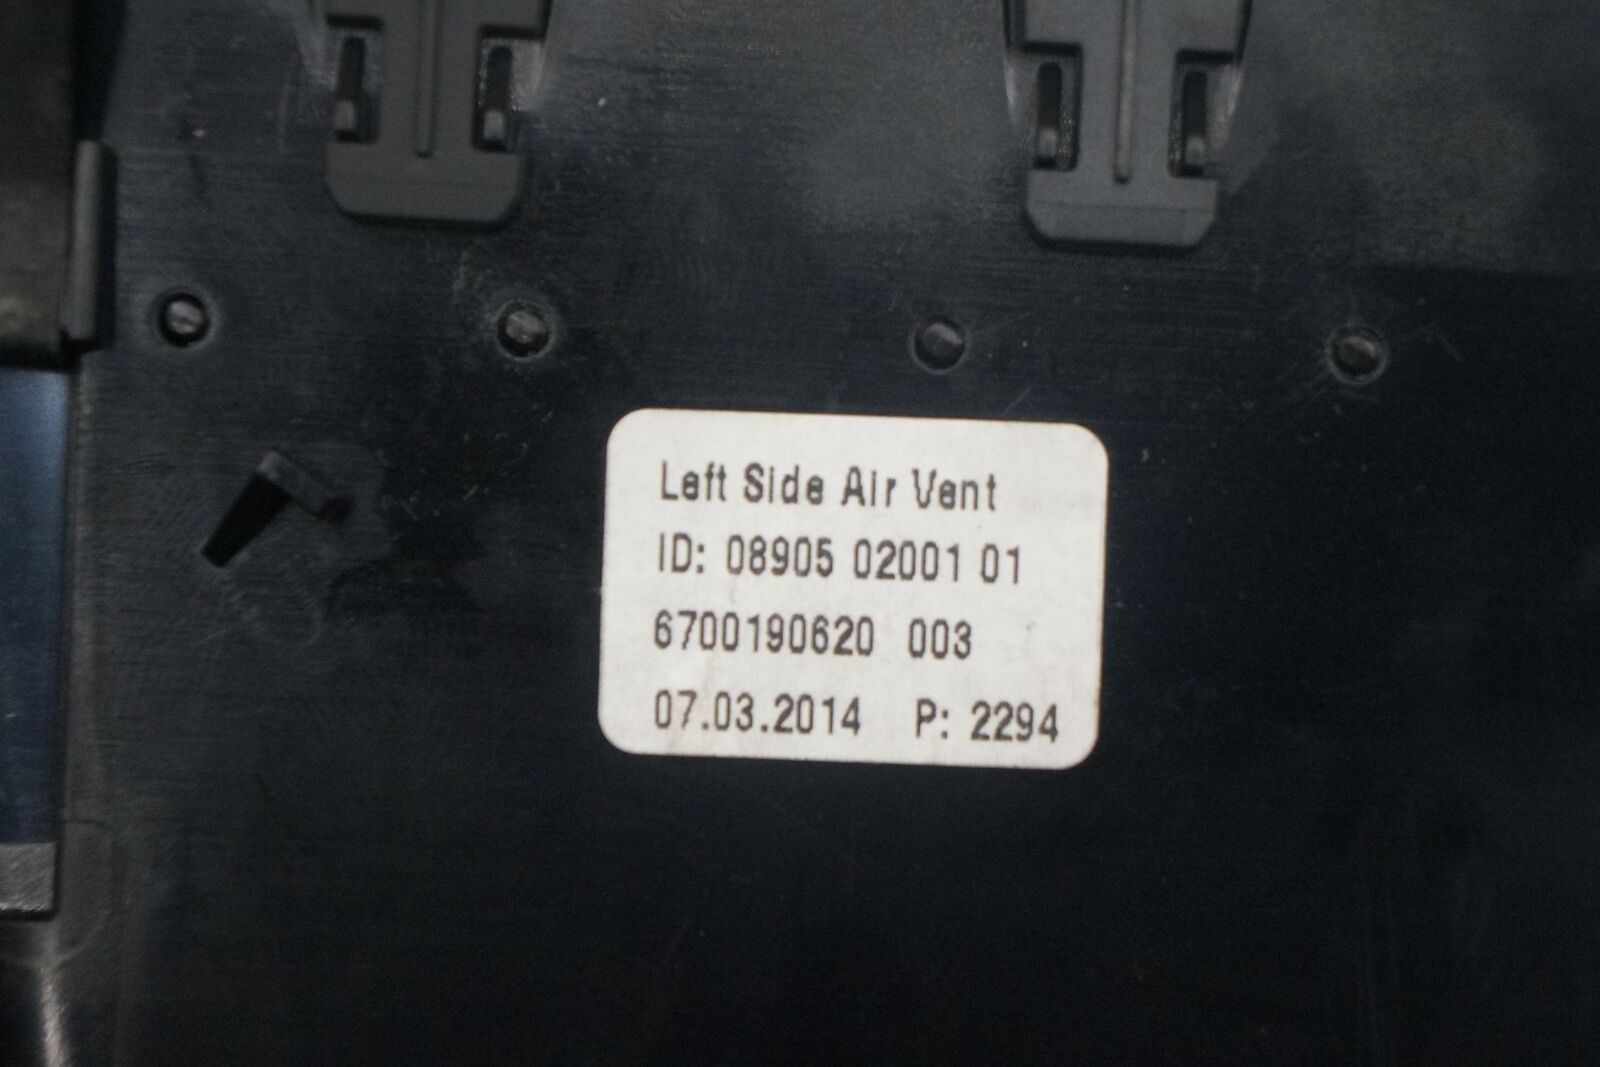 Left Side Air Vent
ID: 08905 02001 01
6700190620 003
07.03.2014 P: 2294